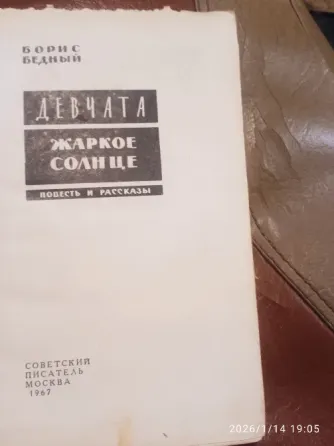 БОРИС
БЕДНЫЙ
ДЕВЧАТА
ЖАРКОЕ
СОЛНЦЕ
ПОВЕСТЬ И РАССКАЗЫ
СОВЕТСКИЙ
ПИСАТЕЛЬ
МОСКВА
1967
2026/1/14 19:05